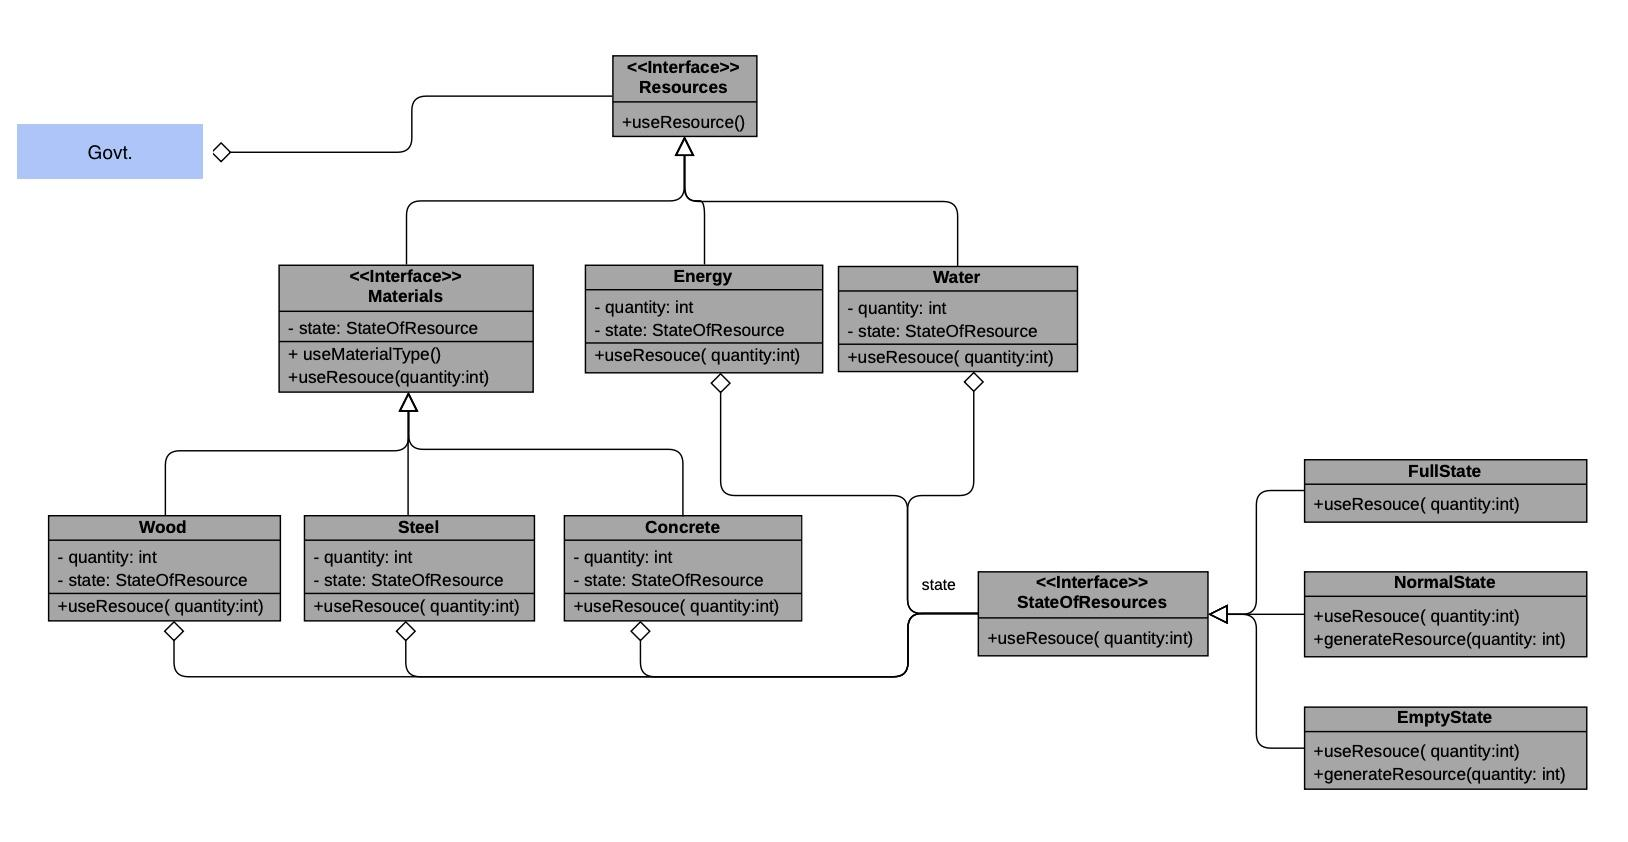 <<Interface>>
Resources
+useResource()
Govt.
<<Interface>>
Materials
- state: StateOfResource
+ useMaterialType()
+useResouce(quantity:int)
Energy
- quantity: int
- state: StateOfResource
+useResouce( quantity:int)
Water
- quantity: int
- state: StateOfResource
+useResouce( quantity:int)
Wood
- quantity: int
- state: StateOfResource
+useResouce( quantity:int)
Steel
- quantity: int
- state: StateOfResource
+useResouce( quantity:int)
Concrete
- quantity: int
- state: StateOfResource
+useResouce( quantity:int)
state
<<Interface>>
StateOfResources
+useResouce( quantity:int)
FullState
+useResouce( quantity:int)
NormalState
+useResouce( quantity:int)
+generateResource(quantity: int)
EmptyState
+useResouce( quantity:int)
+generateResource(quantity: int)